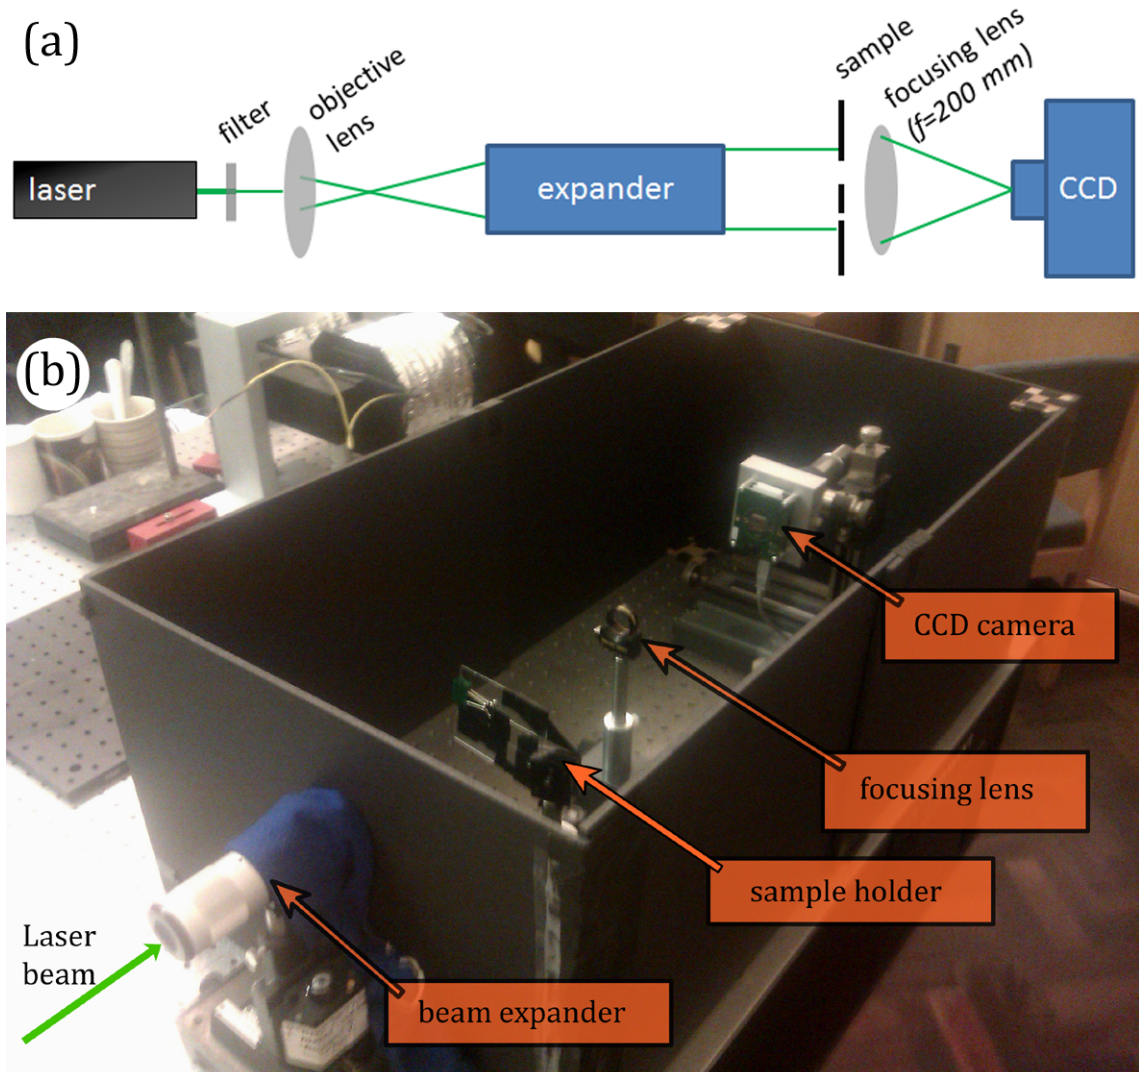 (a)
laser
filter
objective
lens
expander
sample
focusing lens
(f=200 mm)
CCD
(b)
CCD camera
focusing lens
sample holder
Laser
beam
beam expander